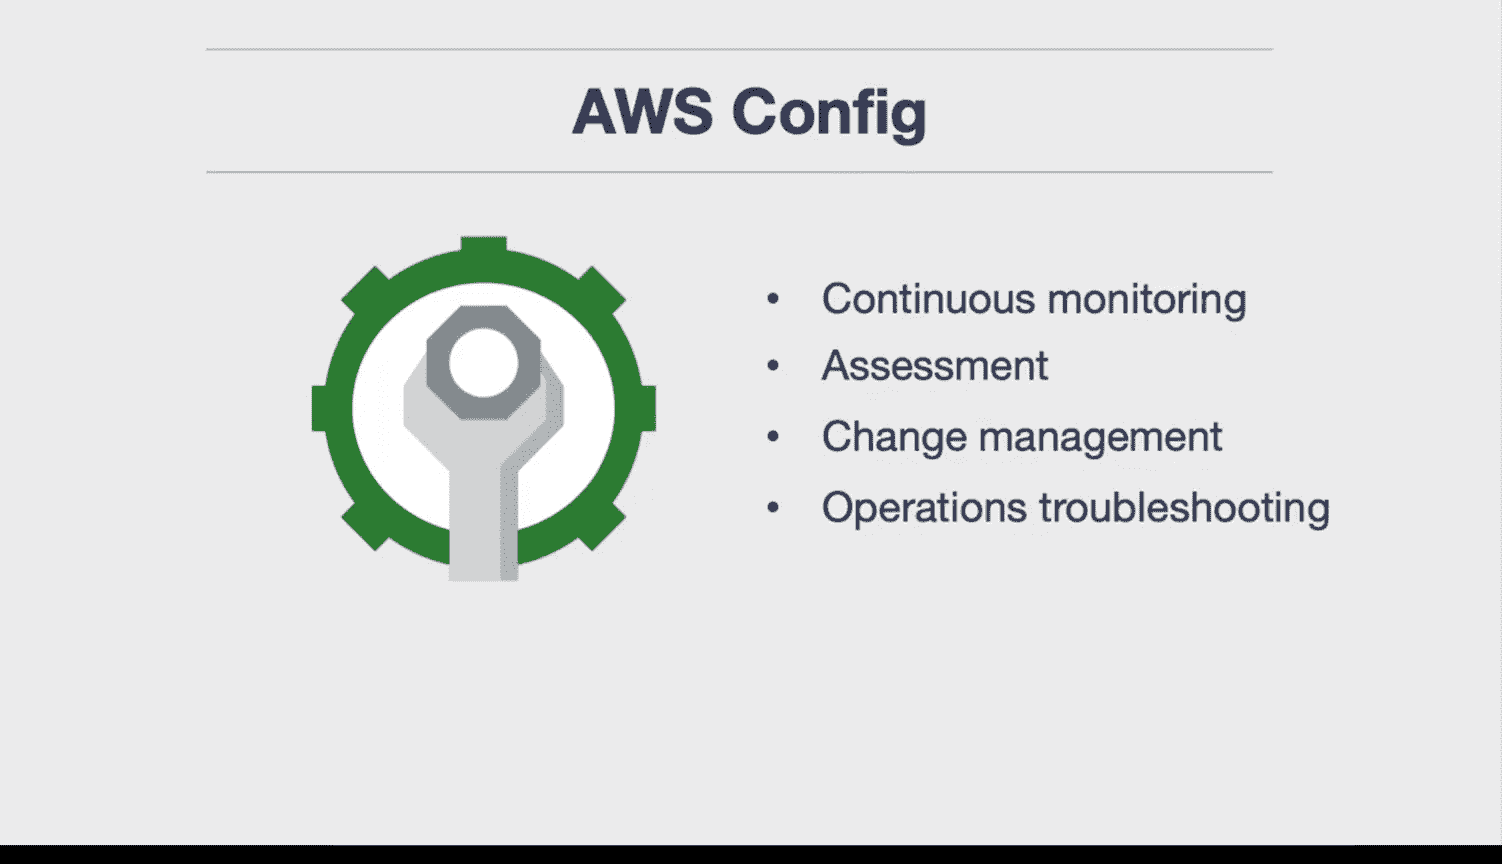 AWS Config
• Continuous monitoring
• Assessment
• Change management
• Operations troubleshooting